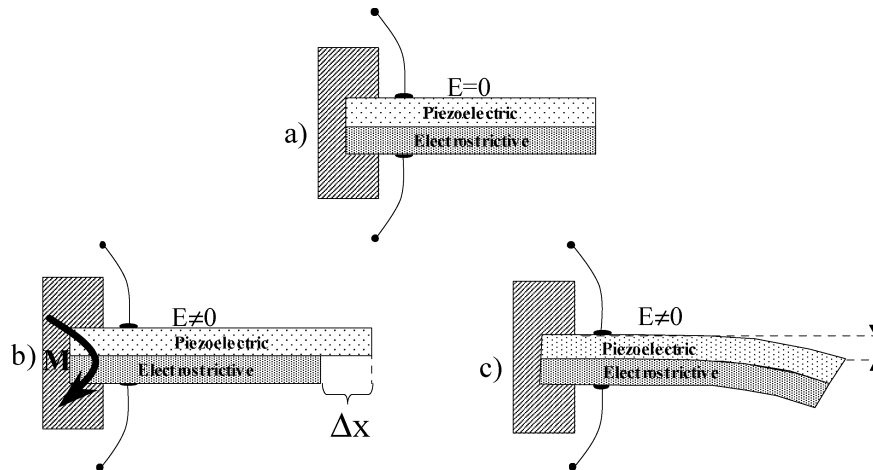 E=0
Piezoelectric
a)
Electrostrictive
E≠0
Piezoelectric
b)
M
Electrostrictive
Δx
E≠0
Piezoelectric
c)
Electrostrictive